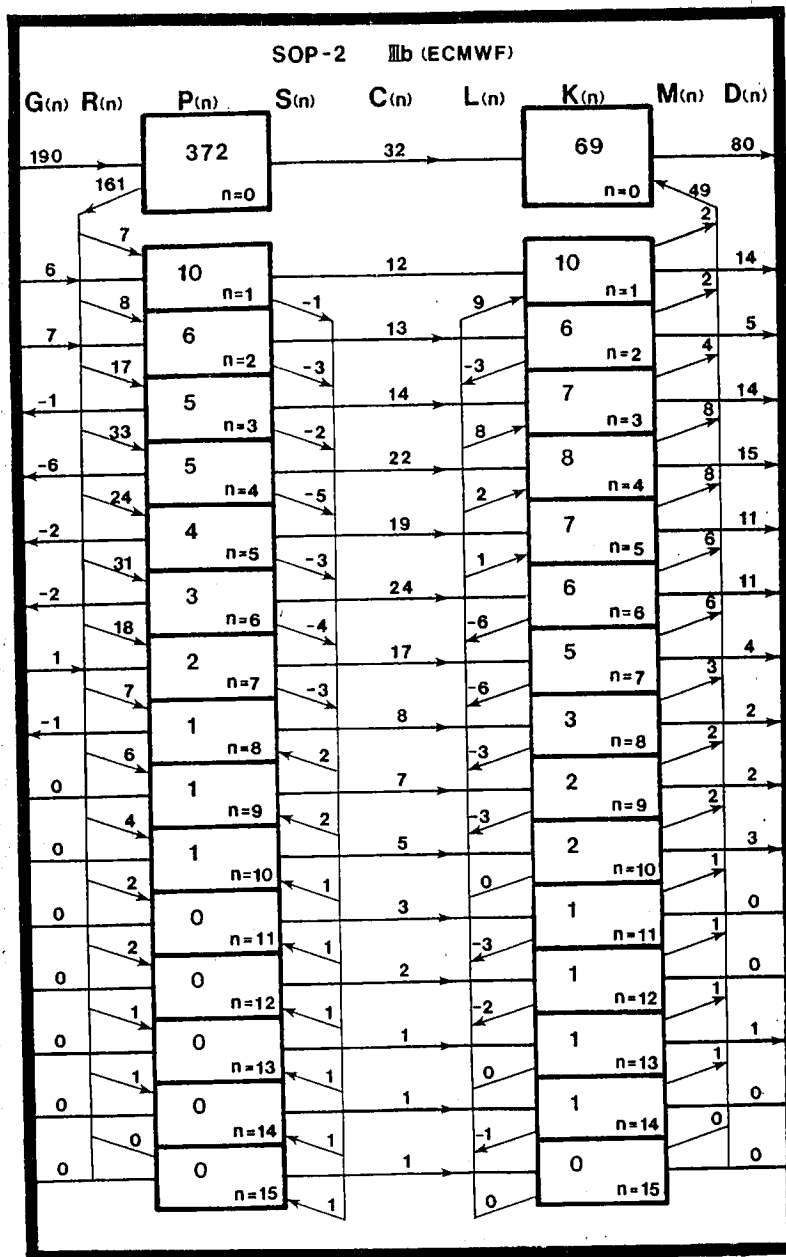 SOP-2 Ⅲb (ECMWF)
G(n) R(n) P(n) S(n) C(n) L(n) K(n) M(n) D(n)
190 372 32 69 80
161 n=0 n=0 49
7 2
6 10 12 10 14
8 n=1 -1 9 n=1 2
7 6 13 6 5
17 n=2 -3 -3 n=2 4
-1 5 14 7 14
33 n=3 -2 8 n=3 8
-6 5 22 8 15
24 n=4 -5 2 n=4 8
-2 4 19 7 11
31 n=5 -3 1 n=5 6
-2 3 24 6 11
18 n=6 -4 -6 n=6 6
1 2 17 5 4
7 n=7 -3 -6 n=7 3
-1 1 8 3 2
6 n=8 2 -3 n=8 2
0 1 7 2 2
4 n=9 2 -3 n=9 2
0 1 5 2 3
2 n=10 1 0 n=10 1
0 0 3 1 0
2 n=11 1 -3 n=11 1
0 0 2 1 0
1 n=12 1 -2 n=12 1
0 0 1 1 1
1 n=13 1 0 n=13 1
0 0 1 1 0
0 n=14 1 -1 n=14 0
0 0 1 0 0
n=15 1 0 n=15